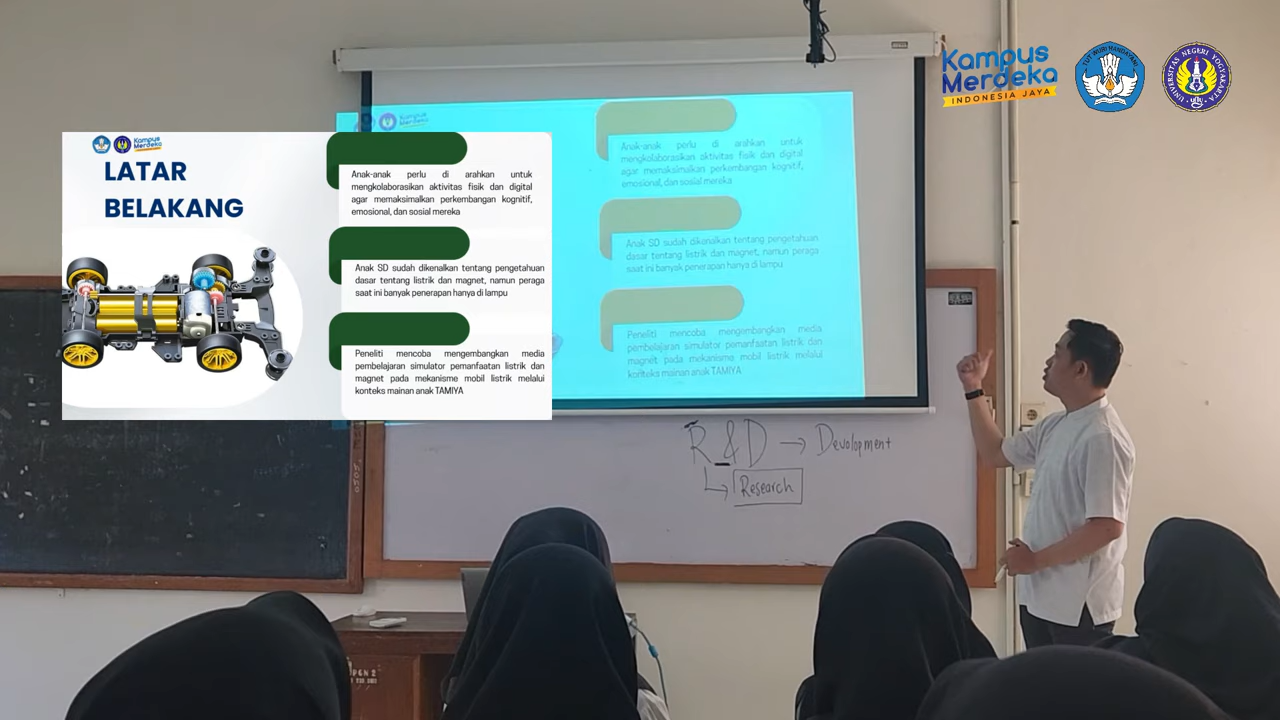 Kampus
Merdeka
INDONESIA JAYA
TUT WURI HANDAYANI
UNIVERSITAS NEGERI YOGYAKARTA
UNY
Kampus
Merdeka
LATAR
BELAKANG
Anak-anak perlu di arahkan untuk
mengkolaborasikan aktivitas fisik dan digital
agar memaksimalkan perkembangan kognitif,
emosional, dan sosial mereka
Anak SD sudah dikenalkan tentang pengetahuan
dasar tentang listrik dan magnet, namun peraga
saat ini banyak penerapan hanya di lampu
Peneliti mencoba mengembangkan media
pembelajaran simulator pemanfaatan listrik dan
magnet pada mekanisme mobil listrik melalui
konteks mainan anak TAMIYA
Kampus
Merdeka
Anak-anak perlu di arahkan untuk
mengkolaborasikan aktivitas fisik dan digital
agar memaksimalkan perkembangan kognitif,
emosional, dan sosial mereka
Anak SD sudah dikenalkan tentang pengetahuan
dasar tentang listrik dan magnet, namun peraga
saat ini banyak penerapan hanya di lampu
Peneliti mencoba mengembangkan media
pembelajaran simulator pemanfaatan listrik dan
magnet pada mekanisme mobil listrik melalui
konteks mainan anak TAMIYA
R & D → Devolopment
Research